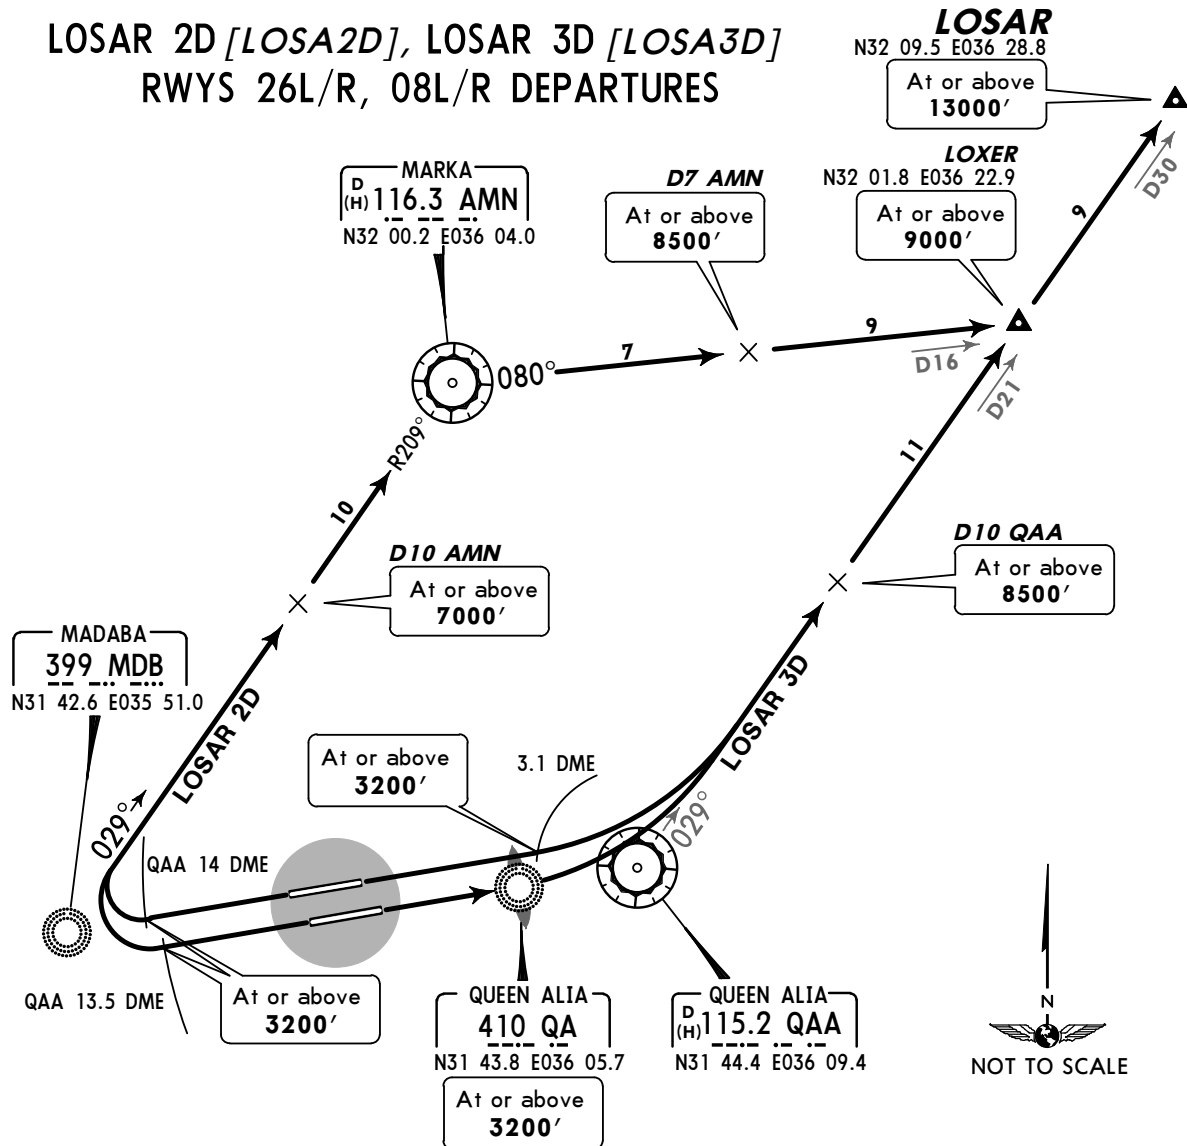 LOSAR 2D [LOSA2D], LOSAR 3D [LOSA3D]
RWYS 26L/R, 08L/R DEPARTURES
LOSAR
N32 09.5 E036 28.8
At or above
13000′
D30
9
MARKA
D
(H) 116.3 AMN
N32 00.2 E036 04.0
D7 AMN
At or above
8500′
LOXER
N32 01.8 E036 22.9
At or above
9000′
080°
7
9
D16
D21
R209°
10
11
D10 AMN
At or above
7000′
D10 QAA
At or above
8500′
MADABA
399 MDB
N31 42.6 E035 51.0
LOSAR 2D
029°
LOSAR 3D
029°
At or above
3200′
3.1 DME
QAA 14 DME
QAA 13.5 DME
At or above
3200′
QUEEN ALIA
410 QA
N31 43.8 E036 05.7
At or above
3200′
QUEEN ALIA
D
(H) 115.2 QAA
N31 44.4 E036 09.4
N
NOT TO SCALE